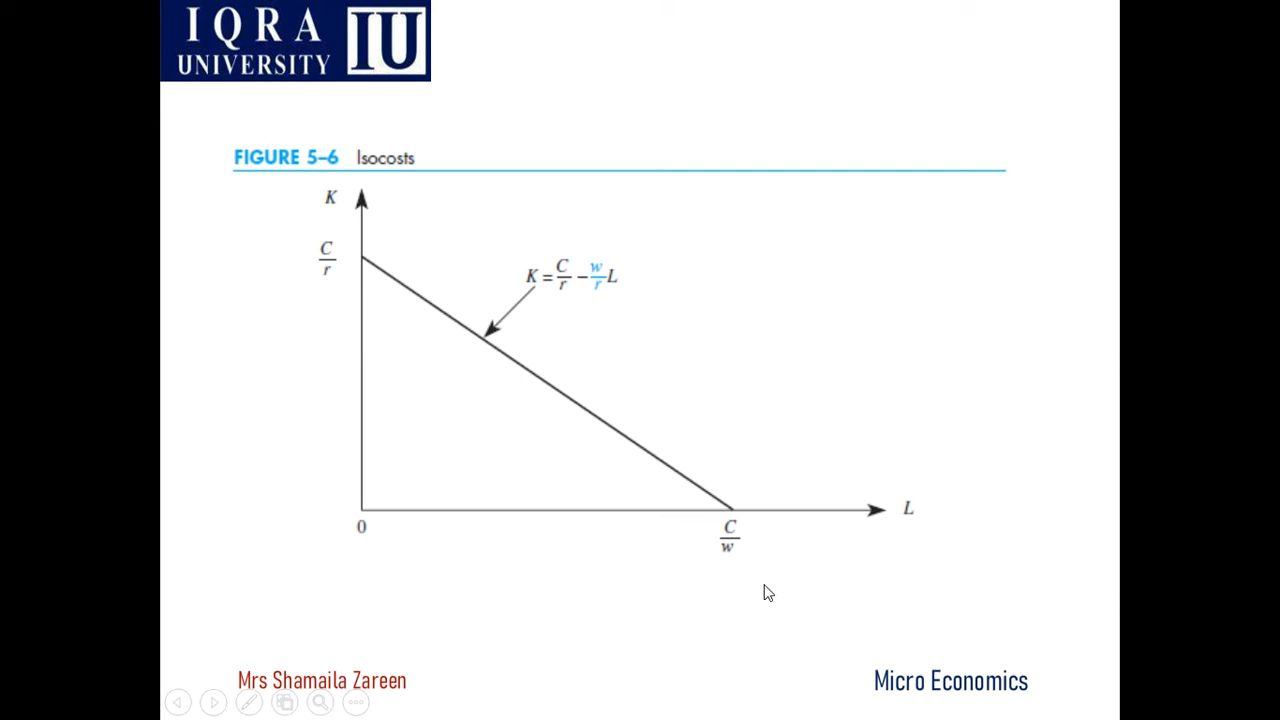 IQRA
UNIVERSITY IU
FIGURE 5–6 Isocosts
K
C/r
K = C/r – w/r L
L
0
C/w
Mrs Shamaila Zareen
Micro Economics